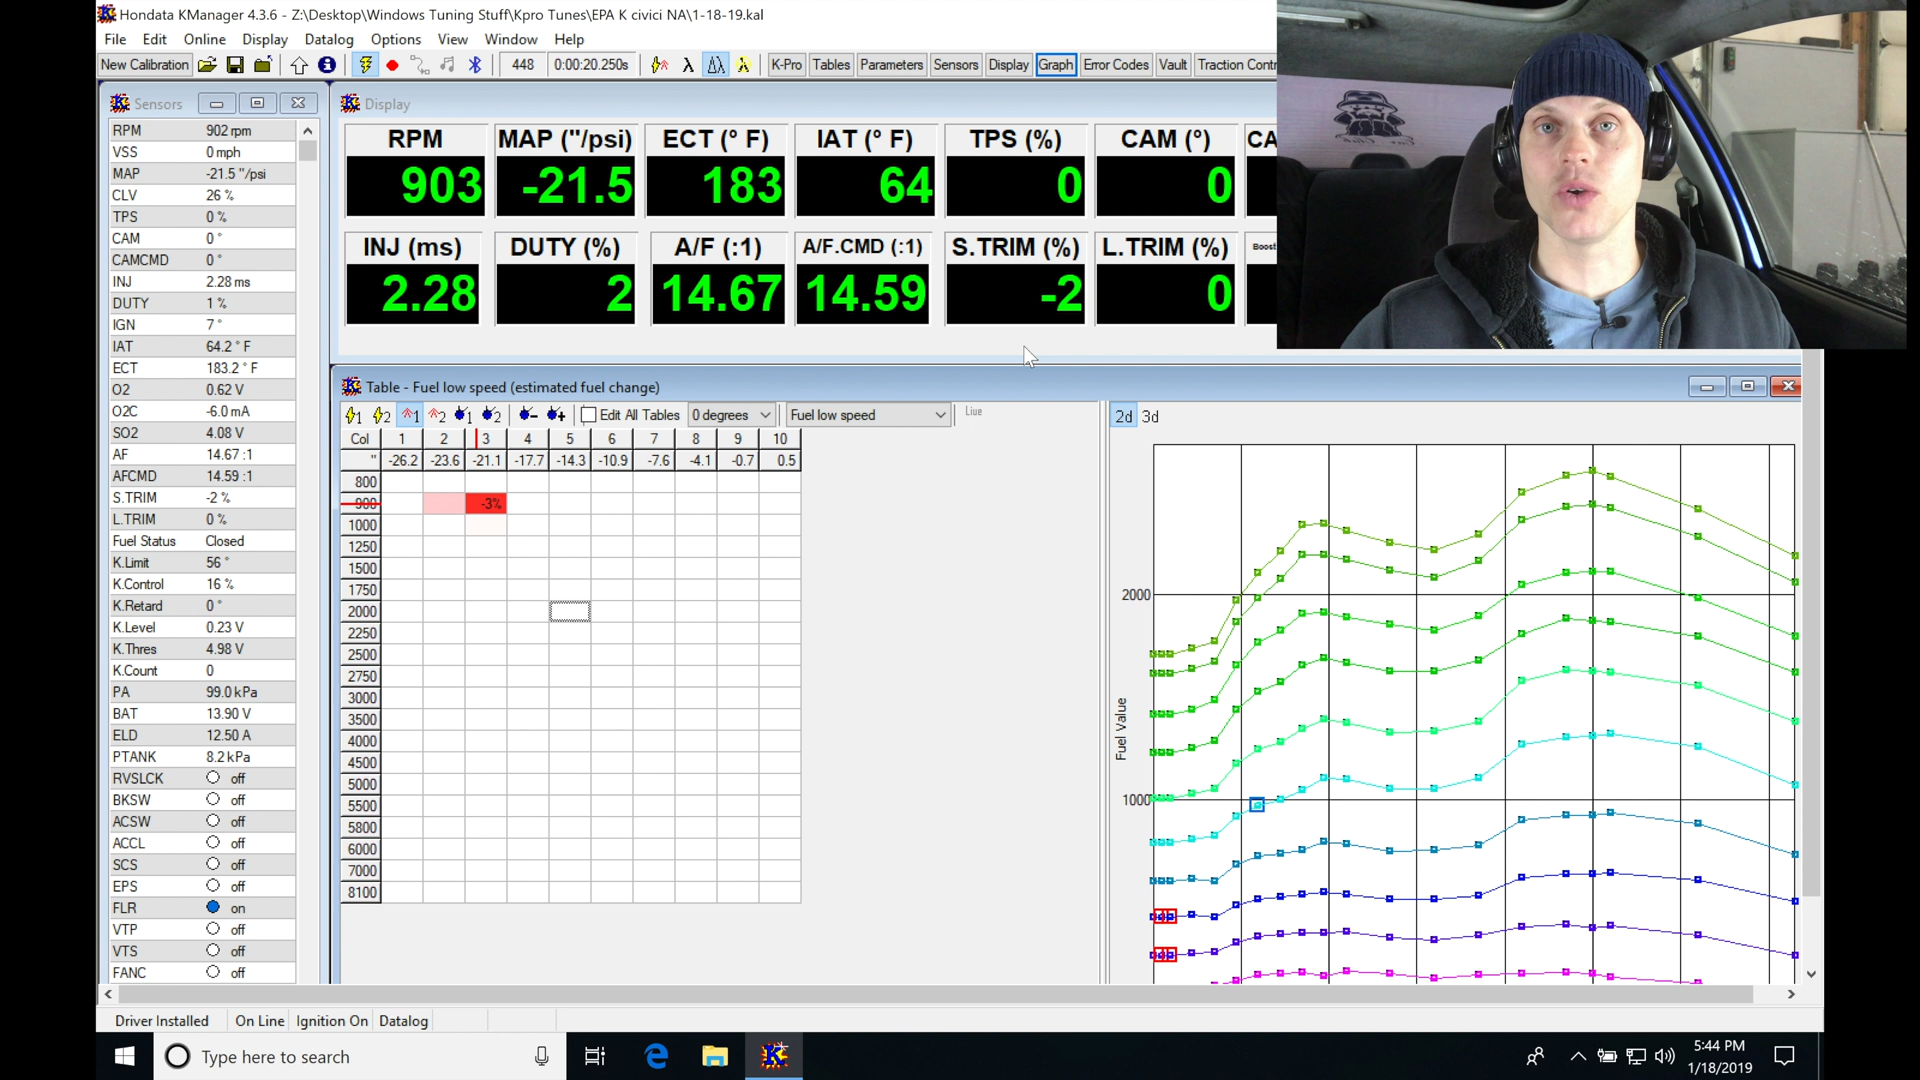 Hondata KManager 4.3.6 - Z:\Desktop\Windows Tuning Stuff\Kpro Tunes\EPA K civici NA\1-18-19.kal
File Edit Online Display Datalog Options View Window Help
New Calibration 448 0:00:20.250s K-Pro Tables Parameters Sensors Display Graph Error Codes Vault Traction Contr
Sensors
RPM 902 rpm
VSS 0 mph
MAP -21.5 "/psi
CLV 26 %
TPS 0 %
CAM 0 °
CAMCMD 0 °
INJ 2.28 ms
DUTY 1 %
IGN 7 °
IAT 64.2 ° F
ECT 183.2 ° F
O2 0.62 V
O2C -6.0 mA
SO2 4.08 V
AF 14.67 :1
AFCMD 14.59 :1
S.TRIM -2 %
L.TRIM 0 %
Fuel Status Closed
K.Limit 56 °
K.Control 16 %
K.Retard 0 °
K.Level 0.23 V
K.Thres 4.98 V
K.Count 0
PA 99.0 kPa
BAT 13.90 V
ELD 12.50 A
PTANK 8.2 kPa
RVSLCK off
BKSW off
ACSW off
ACCL off
SCS off
EPS off
FLR on
VTP off
VTS off
FANC off
Display
RPM MAP ("/psi) ECT (° F) IAT (° F) TPS (%) CAM (°) CA
903 -21.5 183 64 0 0
INJ (ms) DUTY (%) A/F (:1) A/F.CMD (:1) S.TRIM (%) L.TRIM (%) Boost
2.28 2 14.67 14.59 -2 0
Table - Fuel low speed (estimated fuel change)
1 2 1 2 1 2 Edit All Tables 0 degrees Fuel low speed Live
Col 1 2 3 4 5 6 7 8 9 10
" -26.2 -23.6 -21.1 -17.7 -14.3 -10.9 -7.6 -4.1 -0.7 0.5
800
900 -3%
1000
1250
1500
1750
2000
2250
2500
2750
3000
3500
4000
4500
5000
5500
5800
6000
7000
8100
2d 3d
2000
Fuel Value
1000
Driver Installed On Line Ignition On Datalog
Type here to search
5:44 PM
1/18/2019